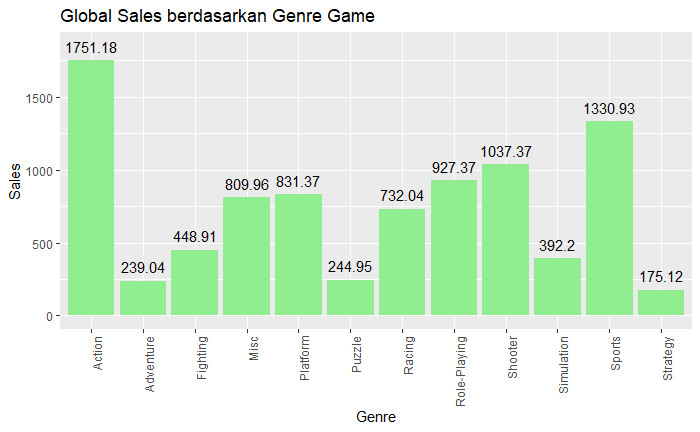 Global Sales berdasarkan Genre Game
Sales
1500
1000
500
0
1751.18
239.04
448.91
809.96
831.37
244.95
732.04
927.37
1037.37
392.2
1330.93
175.12
Action
Adventure
Fighting
Misc
Platform
Puzzle
Racing
Role-Playing
Shooter
Simulation
Sports
Strategy
Genre